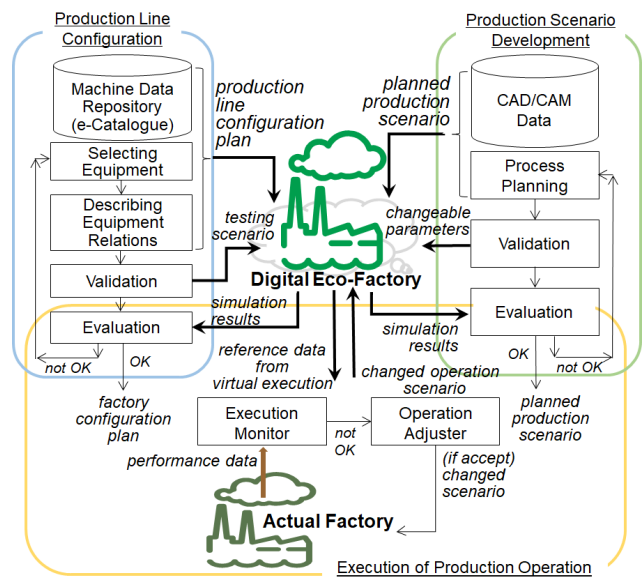 Production Line
Configuration
Production Scenario
Development
Machine Data
Repository
(e-Catalogue)
Selecting
Equipment
Describing
Equipment
Relations
Validation
Evaluation
not OK
OK
factory
configuration
plan
production
line
configuration
plan
testing
scenario
simulation
results
planned
production
scenario
changeable
parameters
Digital Eco-Factory
CAD/CAM
Data
Process
Planning
Validation
Evaluation
OK
not OK
planned
production
scenario
simulation
results
reference data
from
virtual execution
changed operation
scenario
Execution
Monitor
not
OK
Operation
Adjuster
performance data
(if accept)
changed
scenario
Actual Factory
Execution of Production Operation